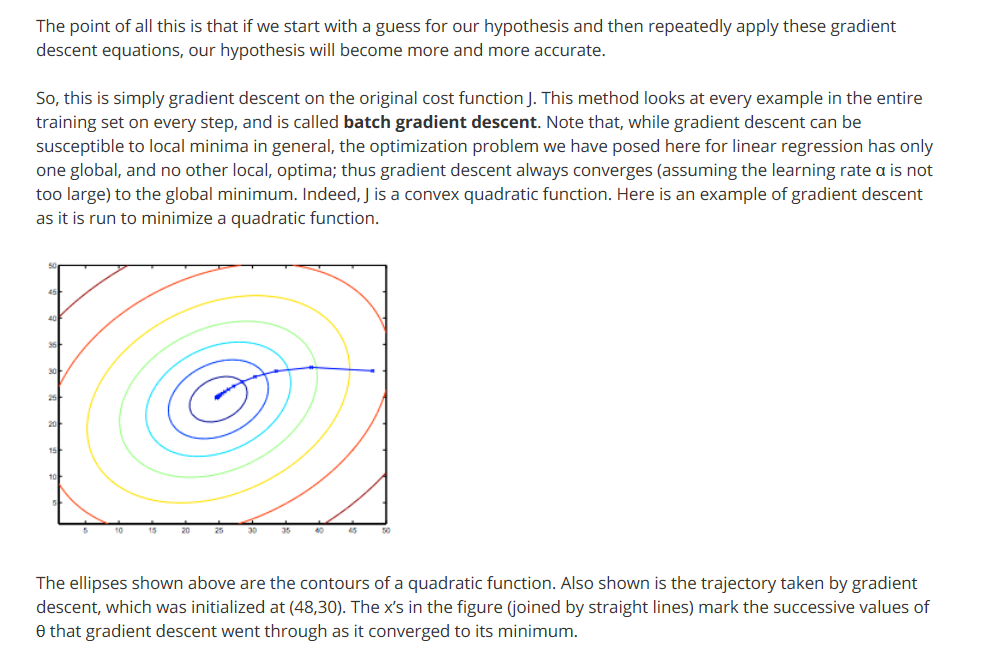 The point of all this is that if we start with a guess for our hypothesis and then repeatedly apply these gradient
descent equations, our hypothesis will become more and more accurate.
So, this is simply gradient descent on the original cost function J. This method looks at every example in the entire
training set on every step, and is called batch gradient descent. Note that, while gradient descent can be
susceptible to local minima in general, the optimization problem we have posed here for linear regression has only
one global, and no other local, optima; thus gradient descent always converges (assuming the learning rate α is not
too large) to the global minimum. Indeed, J is a convex quadratic function. Here is an example of gradient descent
as it is run to minimize a quadratic function.
50
45
40
35
30
25
20
15
10
5
5 10 15 20 25 30 35 40 45 50
The ellipses shown above are the contours of a quadratic function. Also shown is the trajectory taken by gradient
descent, which was initialized at (48,30). The x’s in the figure (joined by straight lines) mark the successive values of
θ that gradient descent went through as it converged to its minimum.